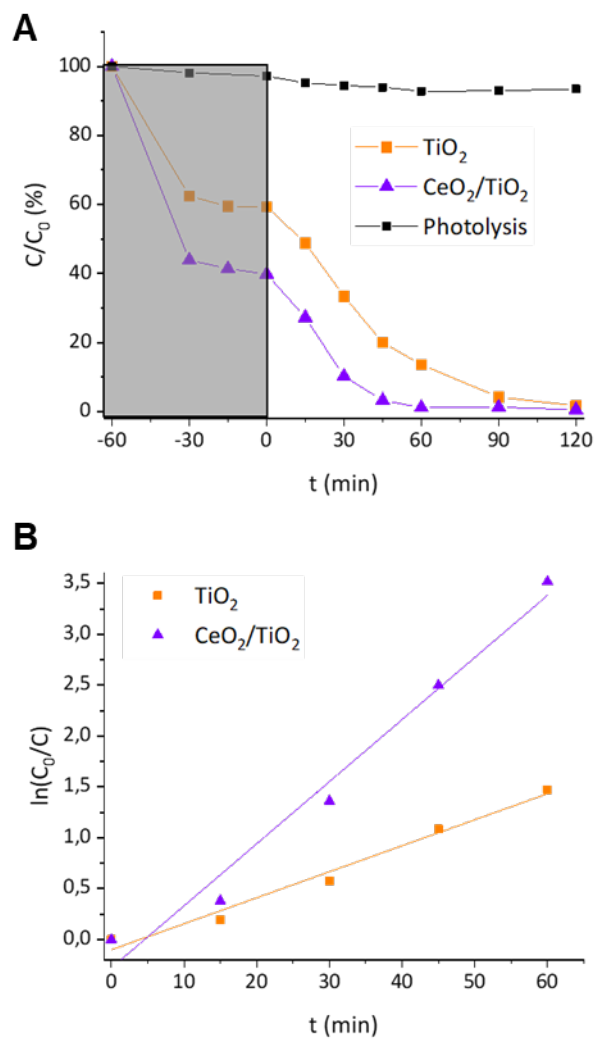 A
100
80
60
40
20
0
C/C₀ (%)
TiO₂
CeO₂/TiO₂
Photolysis
-60 -30 0 30 60 90 120
t (min)
B
3,5
3,0
2,5
2,0
1,5
1,0
0,5
0,0
ln(C₀/C)
TiO₂
CeO₂/TiO₂
0 10 20 30 40 50 60
t (min)